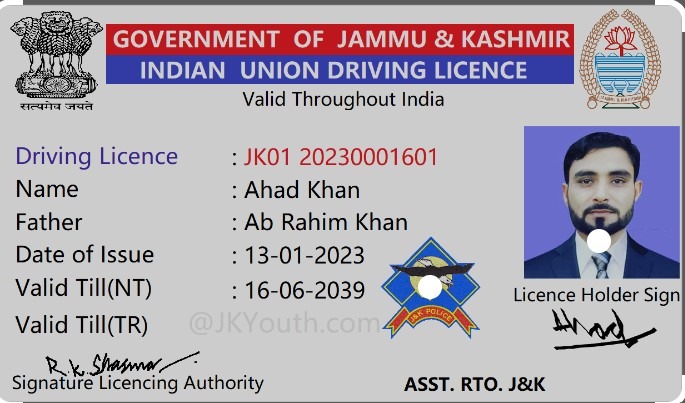 GOVERNMENT OF JAMMU & KASHMIR
INDIAN UNION DRIVING LICENCE
Valid Throughout India
सत्यमेव जयते
Driving Licence : JK01 20230001601
Name : Ahad Khan
Father : Ab Rahim Khan
Date of Issue : 13-01-2023
Valid Till(NT) : 16-06-2039
Valid Till(TR) @JKYouth.com
J&K POLICE
Licence Holder Sign
Ahad
R.K. Sharma
Signature Licencing Authority
ASST. RTO. J&K